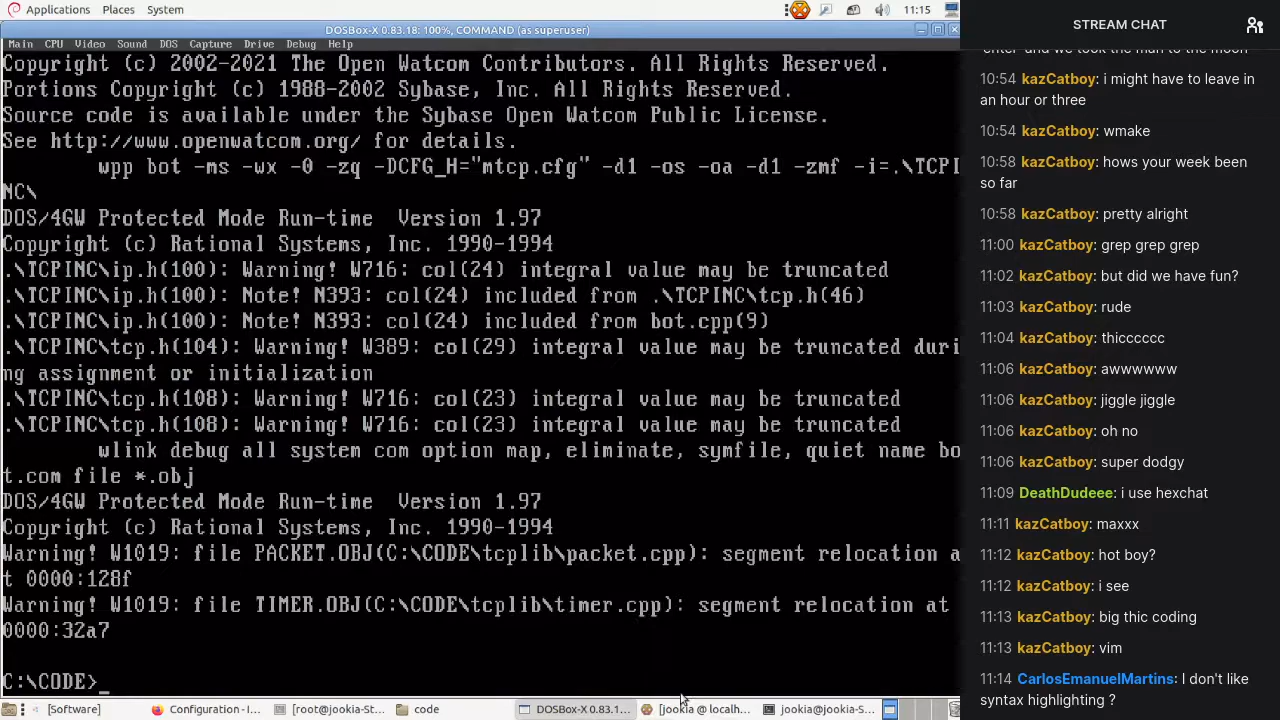 Applications Places System
11:15
DOSBox-X 0.83.18: 100%, COMMAND (as superuser)
Main CPU Video Sound DOS Capture Drive Debug Help
Copyright (c) 2002-2021 The Open Watcom Contributors. All Rights Reserved.
Portions Copyright (c) 1988-2002 Sybase, Inc. All Rights Reserved.
Source code is available under the Sybase Open Watcom Public License.
See http://www.openwatcom.org/ for details.
wpp bot -ms -wx -0 -zq -DCFG_H="mtcp.cfg" -d1 -os -oa -d1 -zmf -i=.\TCPI
NC\
DOS/4GW Protected Mode Run-time Version 1.97
Copyright (c) Rational Systems, Inc. 1990-1994
.\TCPINC\ip.h(100): Warning! W716: col(24) integral value may be truncated
.\TCPINC\ip.h(100): Note! N393: col(24) included from .\TCPINC\tcp.h(46)
.\TCPINC\ip.h(100): Note! N393: col(24) included from bot.cpp(9)
.\TCPINC\tcp.h(104): Warning! W389: col(29) integral value may be truncated duri
ng assignment or initialization
.\TCPINC\tcp.h(108): Warning! W716: col(23) integral value may be truncated
.\TCPINC\tcp.h(108): Warning! W716: col(23) integral value may be truncated
wlink debug all system com option map, eliminate, symfile, quiet name bo
t.com file *.obj
DOS/4GW Protected Mode Run-time Version 1.97
Copyright (c) Rational Systems, Inc. 1990-1994
Warning! W1019: file PACKET.OBJ(C:\CODE\tcplib\packet.cpp): segment relocation a
t 0000:128f
Warning! W1019: file TIMER.OBJ(C:\CODE\tcplib\timer.cpp): segment relocation at
0000:32a7
C:\CODE>_
[Software] Configuration - I... [root@jookia-St... code DOSBox-X 0.83.1... [jookia @ localh... jookia@jookia-S...
STREAM CHAT
enter and we took the man to the moon
10:54 kazCatboy: i might have to leave in
an hour or three
10:54 kazCatboy: wmake
10:58 kazCatboy: hows your week been
so far
10:58 kazCatboy: pretty alright
11:00 kazCatboy: grep grep grep
11:02 kazCatboy: but did we have fun?
11:03 kazCatboy: rude
11:04 kazCatboy: thicccccc
11:06 kazCatboy: awwwwww
11:06 kazCatboy: jiggle jiggle
11:06 kazCatboy: oh no
11:06 kazCatboy: super dodgy
11:09 DeathDudeee: i use hexchat
11:11 kazCatboy: maxxx
11:12 kazCatboy: hot boy?
11:12 kazCatboy: i see
11:13 kazCatboy: big thic coding
11:13 kazCatboy: vim
11:14 CarlosEmanuelMartins: I don't like
syntax highlighting ?